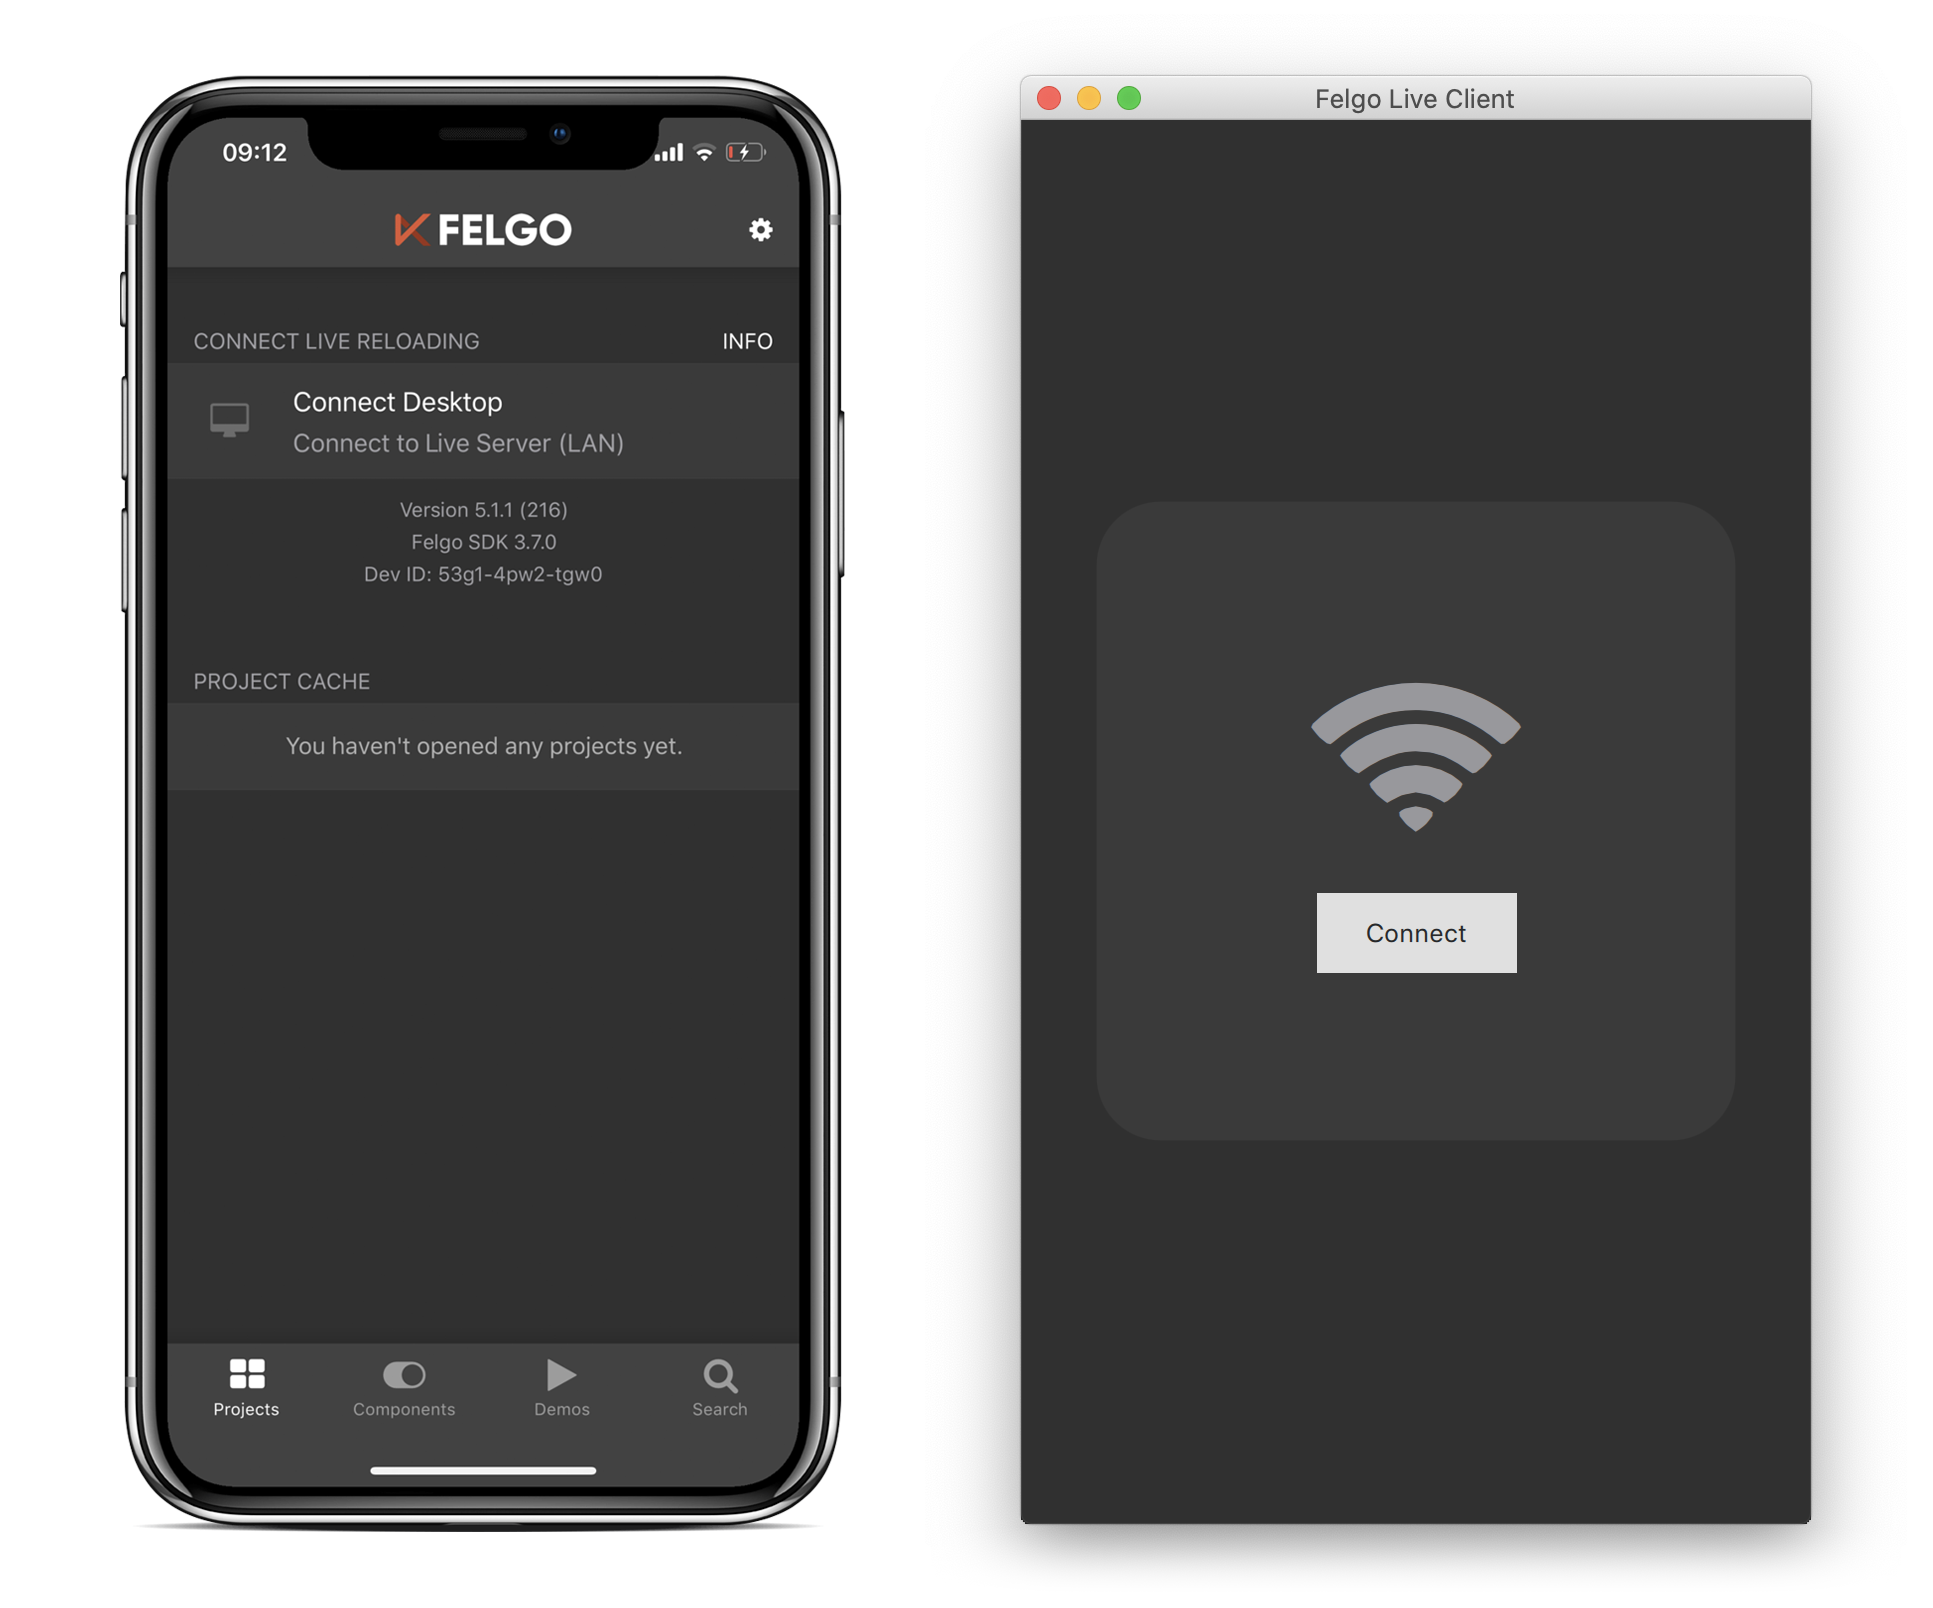 09:12
FELGO
CONNECT LIVE RELOADING INFO
Connect Desktop
Connect to Live Server (LAN)
Version 5.1.1 (216)
Felgo SDK 3.7.0
Dev ID: 53g1-4pw2-tgw0
PROJECT CACHE
You haven't opened any projects yet.
Projects Components Demos Search
Felgo Live Client
Connect